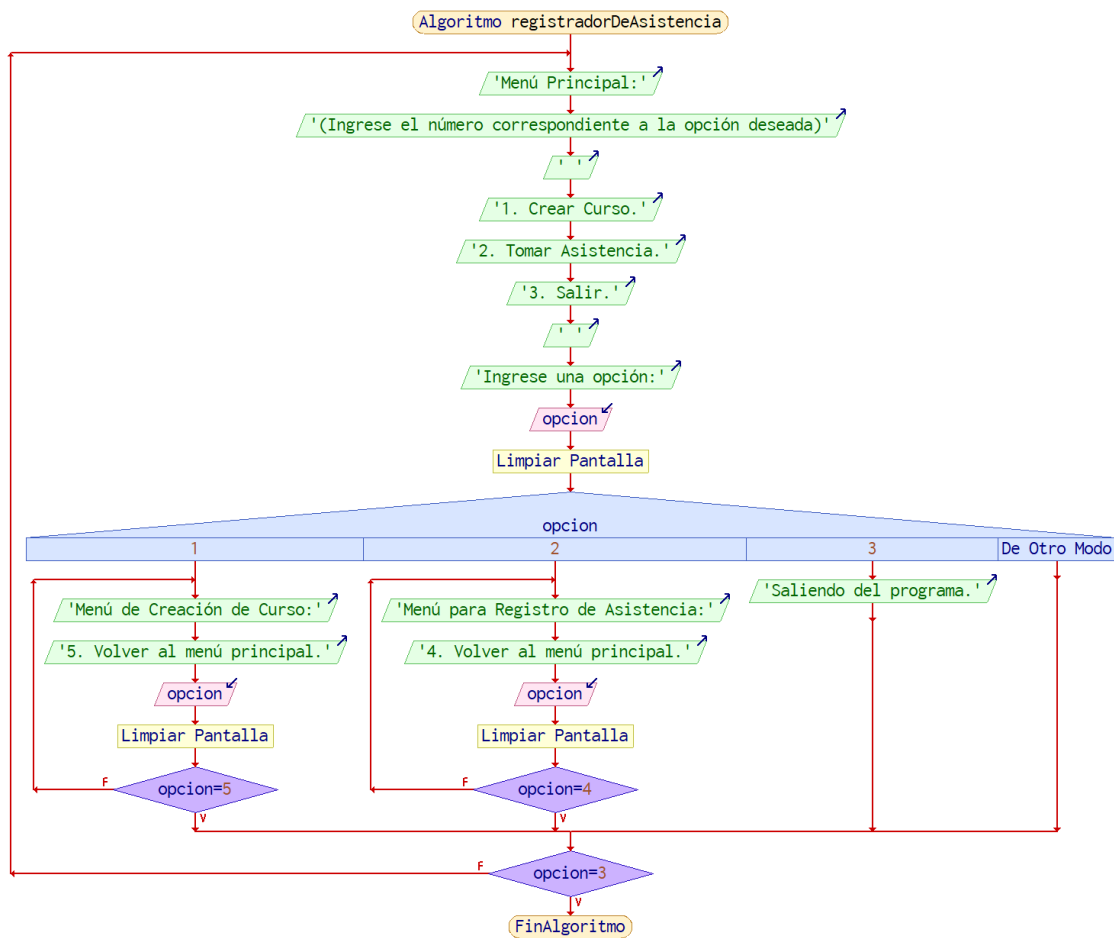 Algoritmo registradorDeAsistencia
'Menú Principal:'
'(Ingrese el número correspondiente a la opción deseada)'
' '
'1. Crear Curso.'
'2. Tomar Asistencia.'
'3. Salir.'
' '
'Ingrese una opción:'
opcion
Limpiar Pantalla
opcion
1
2
3
De Otro Modo
'Menú de Creación de Curso:'
'5. Volver al menú principal.'
opcion
Limpiar Pantalla
opcion=5
F
V
'Menú para Registro de Asistencia:'
'4. Volver al menú principal.'
opcion
Limpiar Pantalla
opcion=4
F
V
'Saliendo del programa.'
opcion=3
F
V
FinAlgoritmo